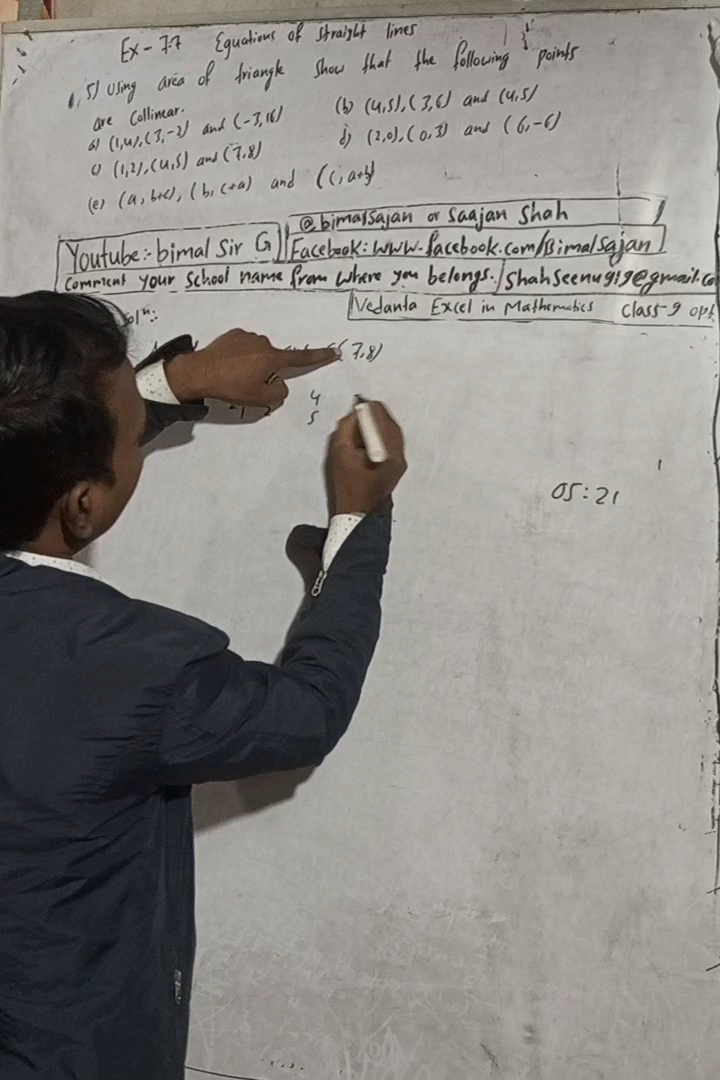 Ex - 7.7 Equations of straight lines
5) Using area of triangle show that the following points
are Collinear.
a) (1,4), (3,-2) and (-3,16) (b) (4,5), (3,6) and (4,5)
c) (1,2), (4,5) and (7,8) d) (2,0), (0,3) and (6,-6)
(e) (a, b+c), (b, c+a) and (c, a+b)
@bimalsajan or Saajan Shah
Youtube:- bimal Sir G Facebook: www.facebook.com/Bimalsajan
Comment your School name from where you belongs. / Shahseenu919@gmail.co
Vedanta Excel in Mathematics Class-9 opt
Solⁿ:
(7,8)
4
5
05:21